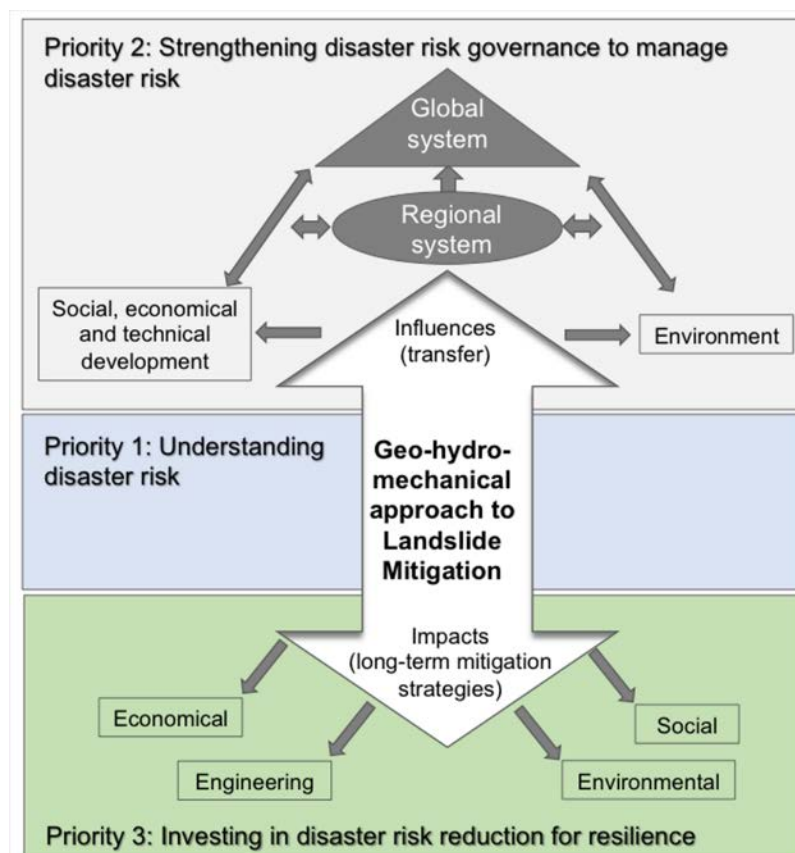 Priority 2: Strengthening disaster risk governance to manage
disaster risk
Global
system
Regional
system
Social, economical
and technical
development
Influences
(transfer)
Environment
Priority 1: Understanding
disaster risk
Geo-hydro-
mechanical
approach to
Landslide
Mitigation
Impacts
(long-term mitigation
strategies)
Economical
Social
Engineering
Environmental
Priority 3: Investing in disaster risk reduction for resilience